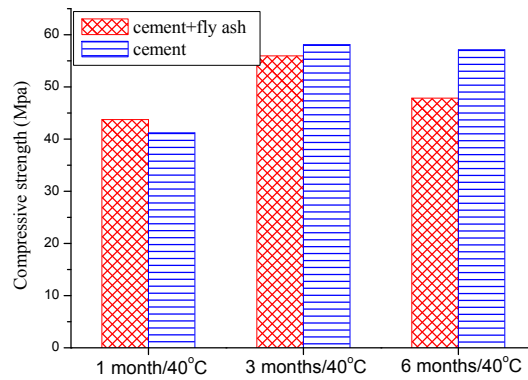 cement+fly ash
cement
Compressive strength (Mpa)
60
50
40
30
20
10
0
1 month/40°C
3 months/40°C
6 months/40°C